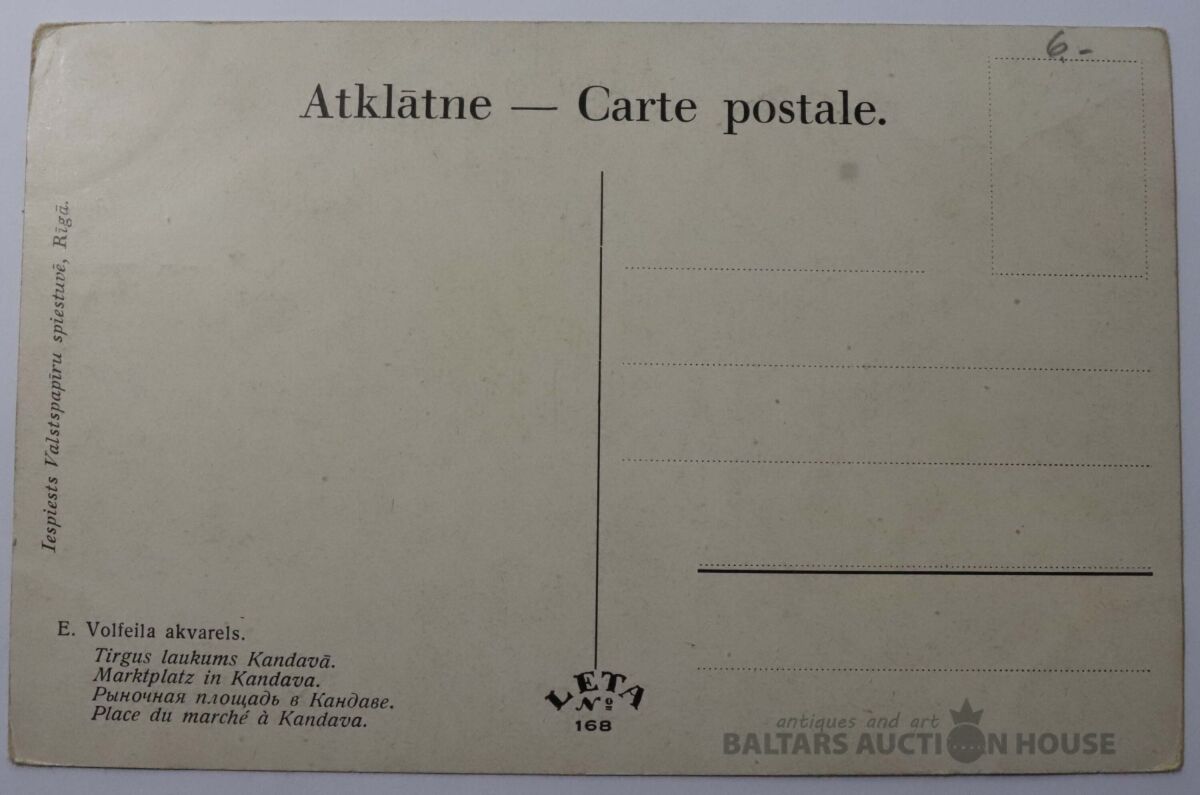 6.-
Atklātne — Carte postale.
Iespiests Valstspapīru spiestuvē, Rīgā.
E. Volfeila akvarels.
Tirgus laukums Kandavā.
Marktplatz in Kandava.
Рыночная площадь в Кандаве.
Place du marché à Kandava.
LETA
№
168
antiques and art
BALTARS AUCTION HOUSE